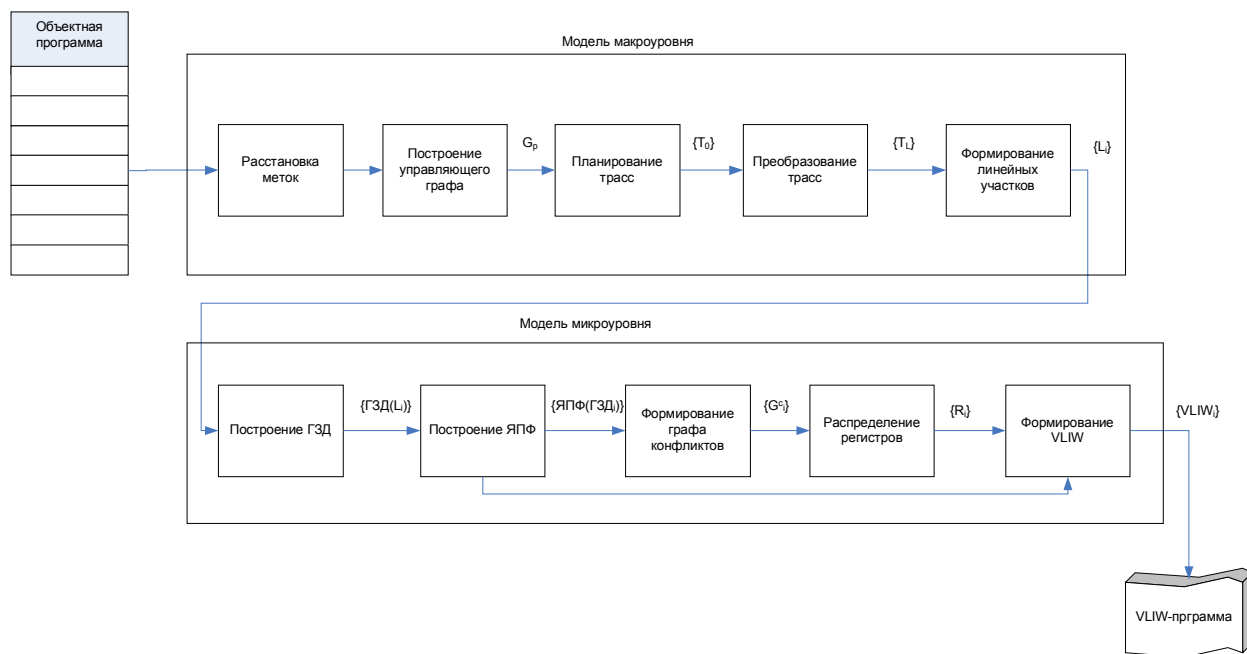 Объектная
программа
Модель макроуровня
Расстановка
меток
Построение
управляющего
графа
Gₚ
Планирование
трасс
{T₀}
Преобразование
трасс
{T_L}
Формирование
линейных
участков
{Lᵢ}
Модель микроуровня
Построение ГЗД
{ГЗД(Lᵢ)}
Построение ЯПФ
{ЯПФ(ГЗДᵢ)}
Формирование
графа
конфликтов
{Gᶜᵢ}
Распределение
регистров
{Rᵢ}
Формирование
VLIW
{VLIWᵢ}
VLIW-прграмма